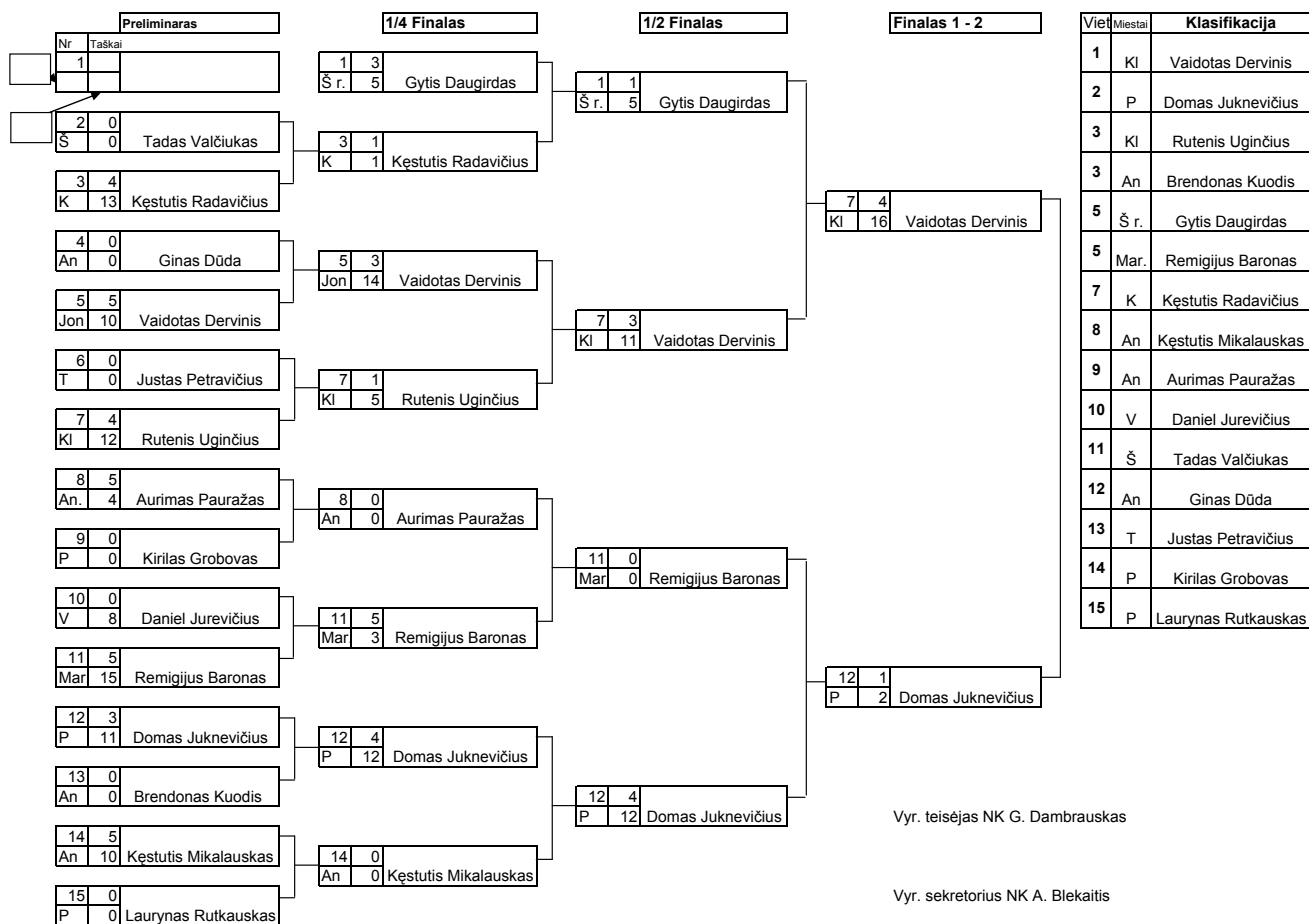 Preliminaras
1/4 Finalas
1/2 Finalas
Finalas 1 - 2
Viet Miestai Klasifikacija
Nr Taškai
1
2 0
Š 0 Tadas Valčiukas
3 4
K 13 Kęstutis Radavičius
4 0
An 0 Ginas Dūda
5 5
Jon 10 Vaidotas Dervinis
6 0
T 0 Justas Petravičius
7 4
Kl 12 Rutenis Uginčius
8 5
An. 4 Aurimas Pauražas
9 0
P 0 Kirilas Grobovas
10 0
V 8 Daniel Jurevičius
11 5
Mar 15 Remigijus Baronas
12 3
P 11 Domas Juknevičius
13 0
An 0 Brendonas Kuodis
14 5
An 10 Kęstutis Mikalauskas
15 0
P 0 Laurynas Rutkauskas
1 3
Š r. 5 Gytis Daugirdas
3 1
K 1 Kęstutis Radavičius
5 3
Jon 14 Vaidotas Dervinis
7 1
Kl 5 Rutenis Uginčius
8 0
An 0 Aurimas Pauražas
11 5
Mar 3 Remigijus Baronas
12 4
P 12 Domas Juknevičius
14 0
An 0 Kęstutis Mikalauskas
1 1
Š r. 5 Gytis Daugirdas
7 3
Kl 11 Vaidotas Dervinis
11 0
Mar 0 Remigijus Baronas
12 4
P 12 Domas Juknevičius
7 4
Kl 16 Vaidotas Dervinis
12 1
P 2 Domas Juknevičius
Vyr. teisėjas NK G. Dambrauskas
Vyr. sekretorius NK A. Blekaitis
1 Kl Vaidotas Dervinis
2 P Domas Juknevičius
3 Kl Rutenis Uginčius
3 An Brendonas Kuodis
5 Š r. Gytis Daugirdas
5 Mar. Remigijus Baronas
7 K Kęstutis Radavičius
8 An Kęstutis Mikalauskas
9 An Aurimas Pauražas
10 V Daniel Jurevičius
11 Š Tadas Valčiukas
12 An Ginas Dūda
13 T Justas Petravičius
14 P Kirilas Grobovas
15 P Laurynas Rutkauskas